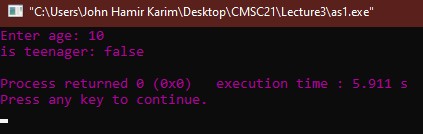 "C:\Users\John Hamir Karim\Desktop\CMSC21\Lecture3\as1.exe"
Enter age: 10
is teenager: false
Process returned 0 (0x0)   execution time : 5.911 s
Press any key to continue.